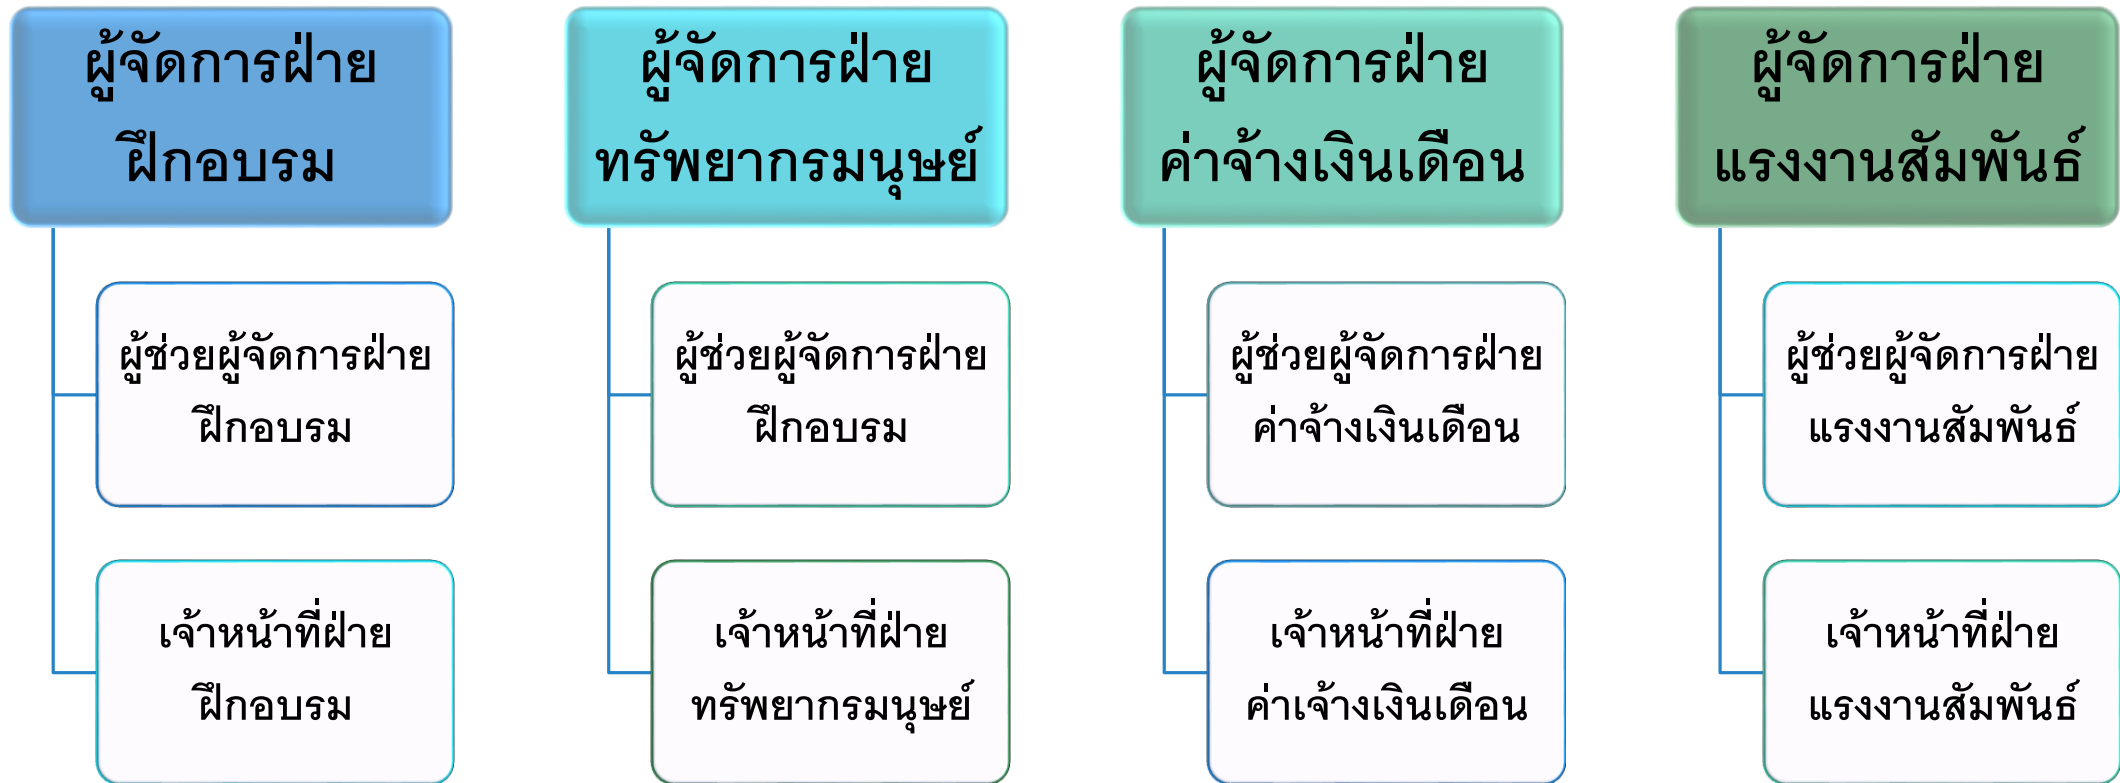 ผู้จัดการฝ่าย
ฝึกอบรม
ผู้ช่วยผู้จัดการฝ่าย
ฝึกอบรม
เจ้าหน้าที่ฝ่าย
ฝึกอบรม
ผู้จัดการฝ่าย
ทรัพยากรมนุษย์
ผู้ช่วยผู้จัดการฝ่าย
ฝึกอบรม
เจ้าหน้าที่ฝ่าย
ทรัพยากรมนุษย์
ผู้จัดการฝ่าย
ค่าจ้างเงินเดือน
ผู้ช่วยผู้จัดการฝ่าย
ค่าจ้างเงินเดือน
เจ้าหน้าที่ฝ่าย
ค่าเจ้างเงินเดือน
ผู้จัดการฝ่าย
แรงงานสัมพันธ์
ผู้ช่วยผู้จัดการฝ่าย
แรงงานสัมพันธ์
เจ้าหน้าที่ฝ่าย
แรงงานสัมพันธ์